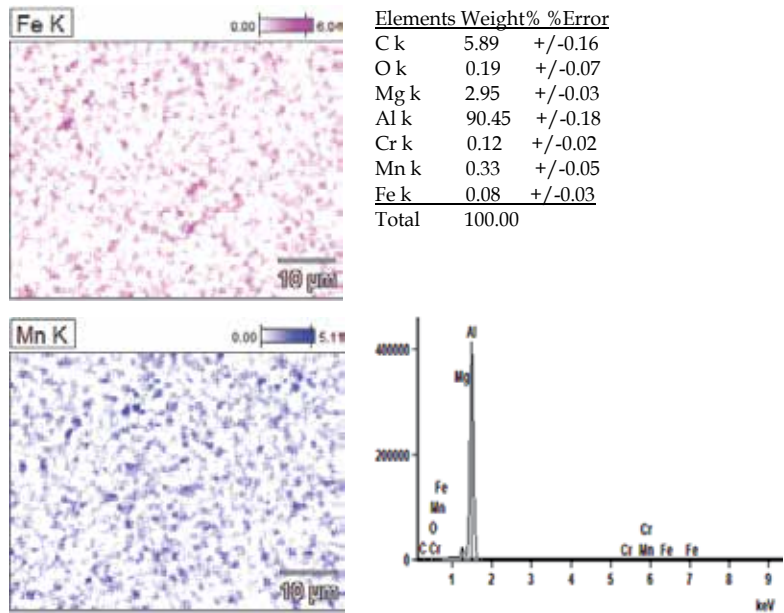 Fe K
0.00 6.04
10 µm
Elements Weight% %Error
C k 5.89 +/-0.16
O k 0.19 +/-0.07
Mg k 2.95 +/-0.03
Al k 90.45 +/-0.18
Cr k 0.12 +/-0.02
Mn k 0.33 +/-0.05
Fe k 0.08 +/-0.03
Total 100.00
Mn K
0.00
10 µm
400000
200000
0
Al
Mg
Fe
Mn
O
C Cr
Cr
Cr Mn Fe Fe
1 2 3 4 5 6 7 8 9
keV